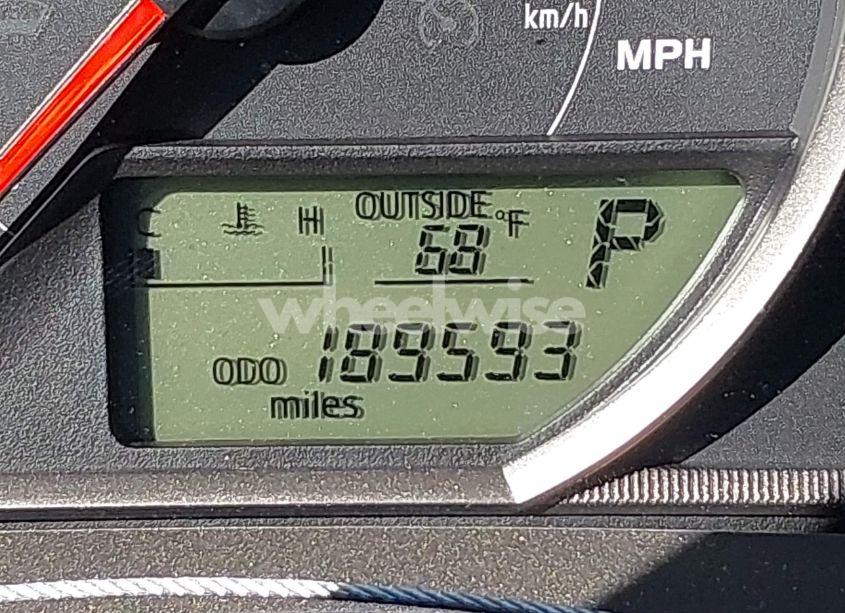 km/h
MPH
C H OUTSIDE °F P
68
wheelwise
ODO 189593
miles